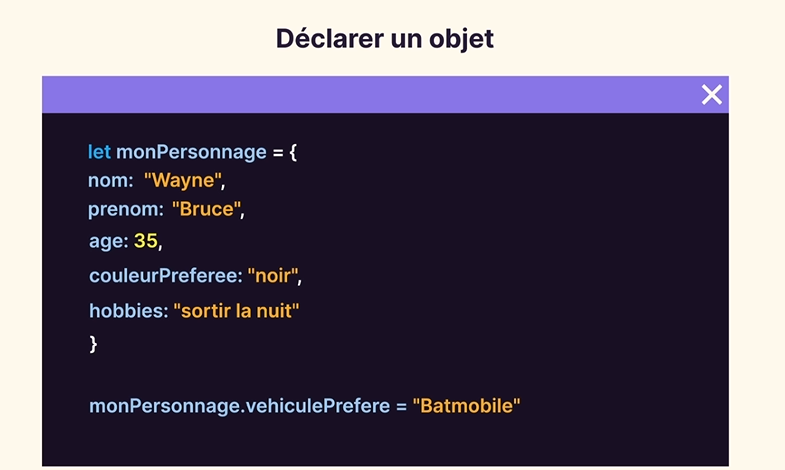 Déclarer un objet
let monPersonnage = {
nom: "Wayne",
prenom: "Bruce",
age: 35,
couleurPreferee: "noir",
hobbies: "sortir la nuit"
}
monPersonnage.vehiculePrefere = "Batmobile"